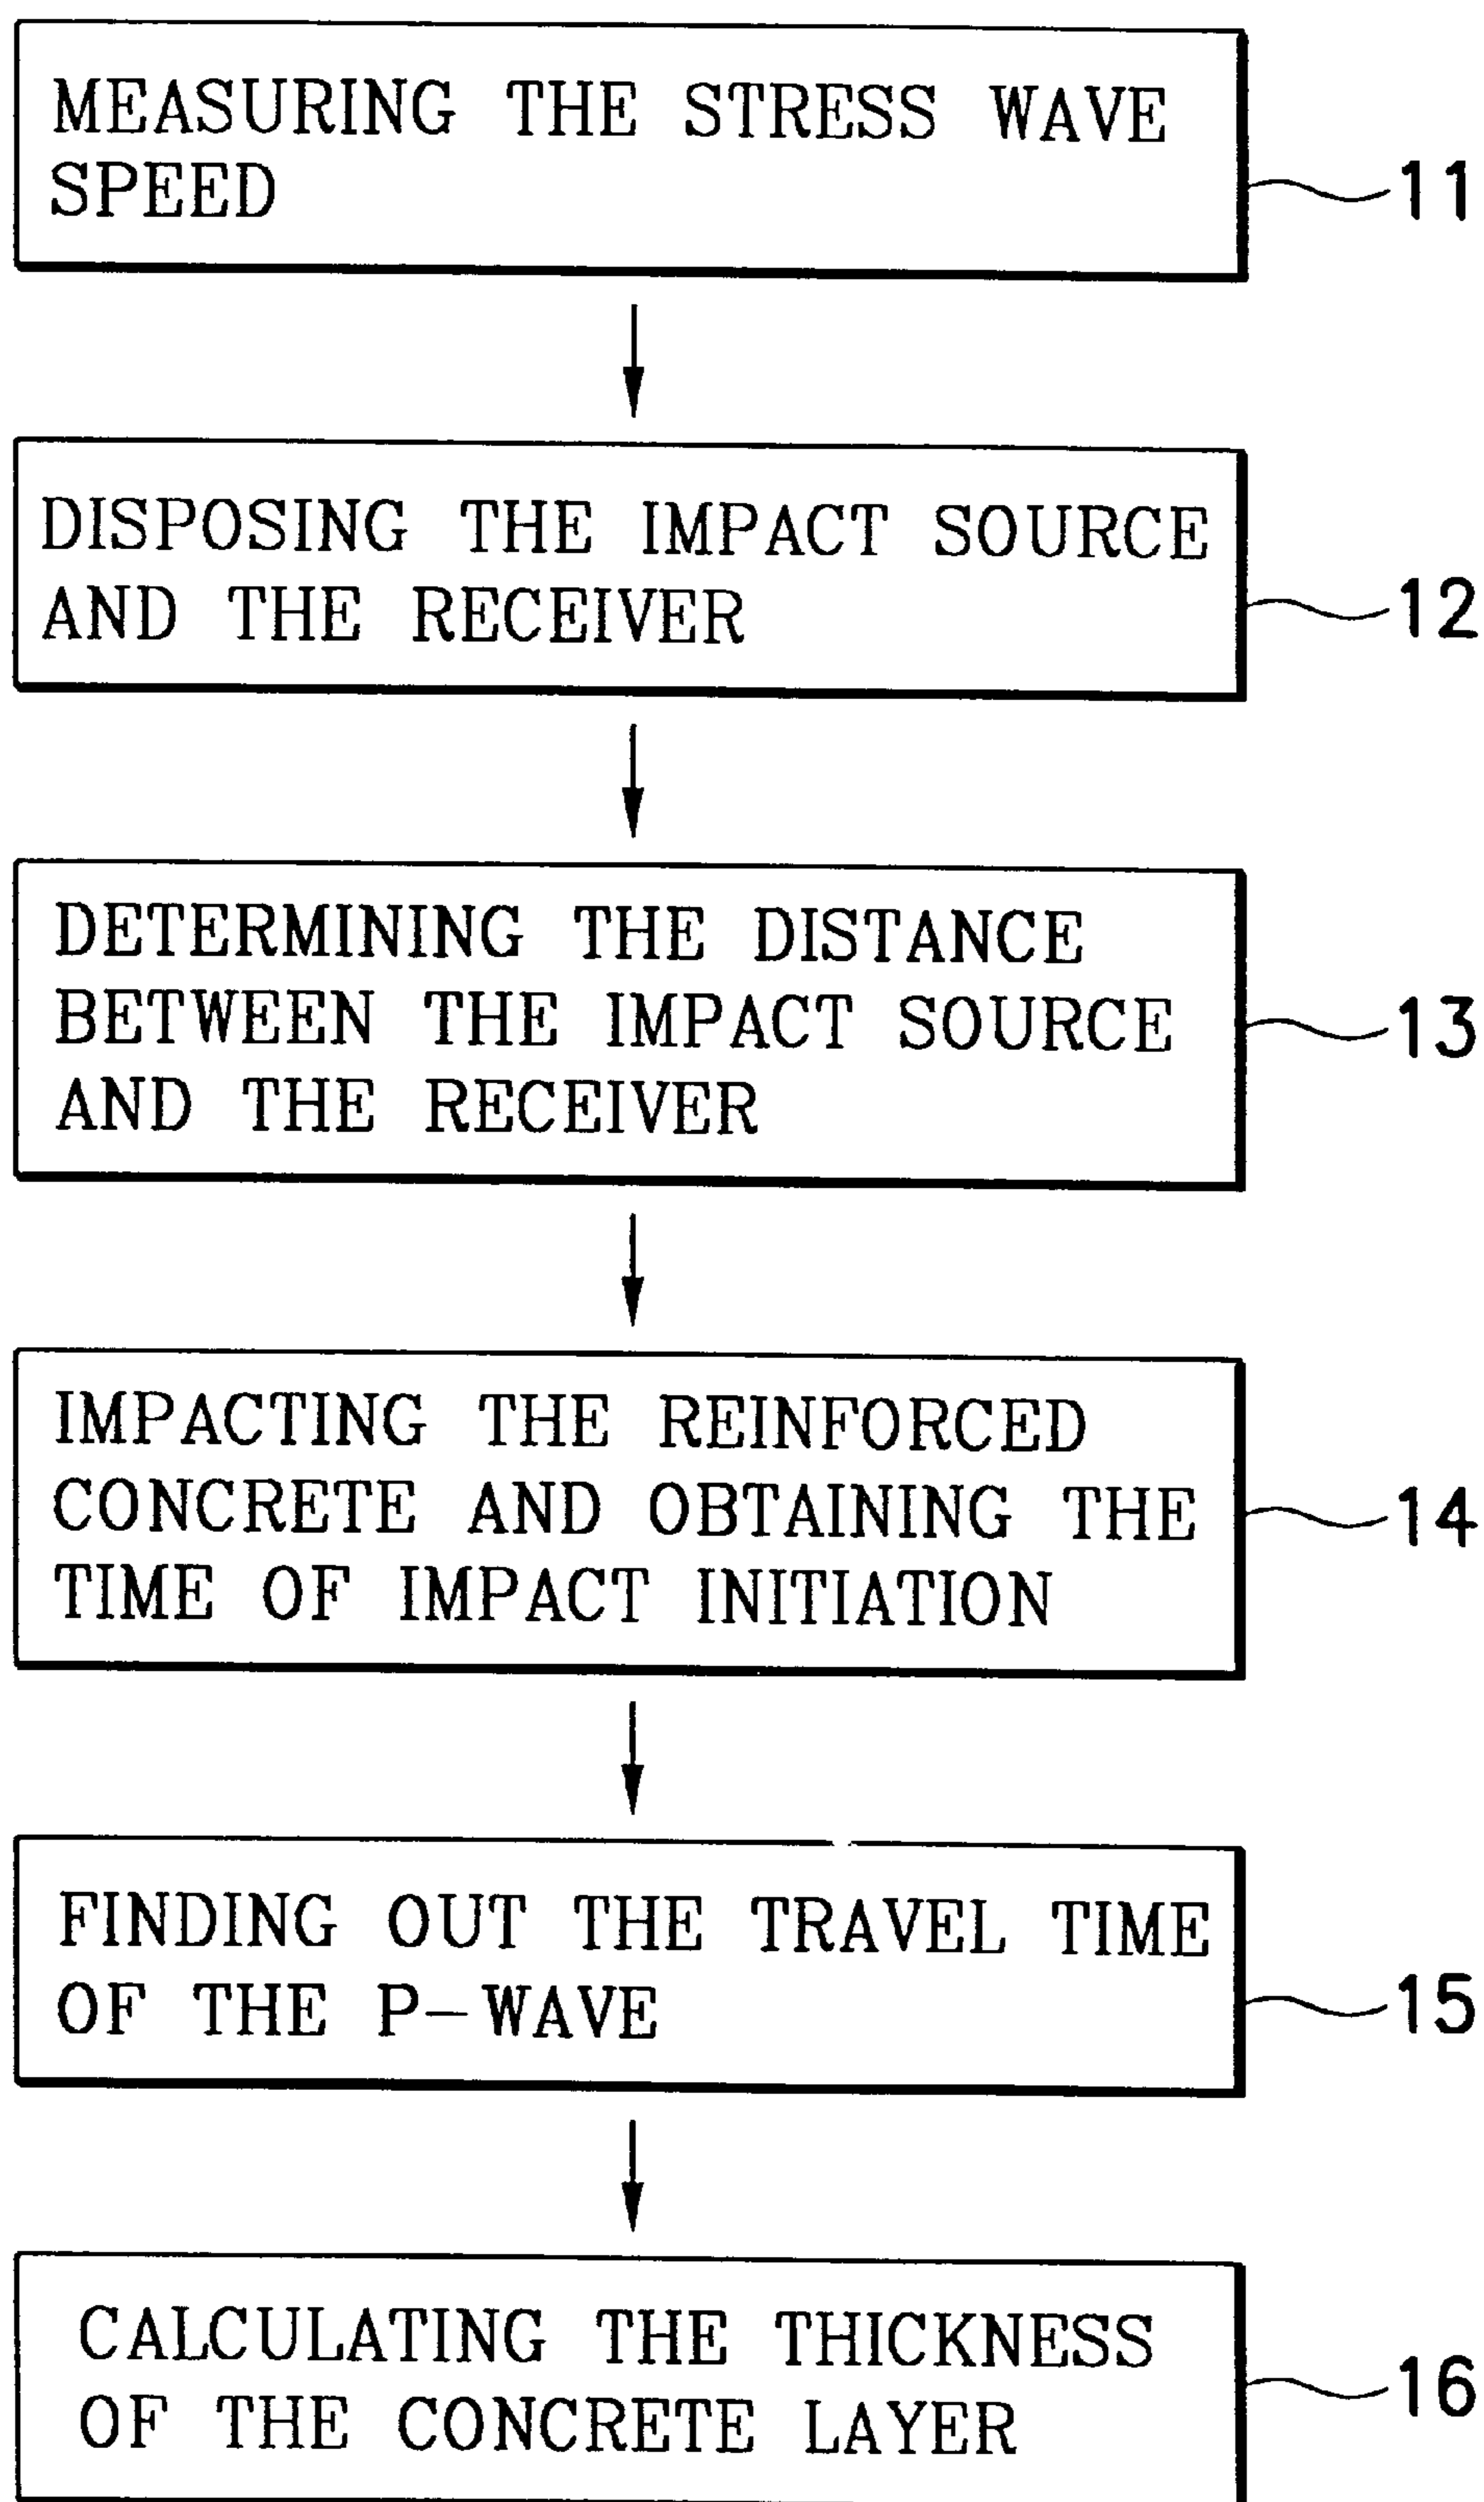 MEASURING THE STRESS WAVE
SPEED
11
DISPOSING THE IMPACT SOURCE
AND THE RECEIVER
12
DETERMINING THE DISTANCE
BETWEEN THE IMPACT SOURCE
AND THE RECEIVER
13
IMPACTING THE REINFORCED
CONCRETE AND OBTAINING THE
TIME OF IMPACT INITIATION
14
FINDING OUT THE TRAVEL TIME
OF THE P-WAVE
15
CALCULATING THE THICKNESS
OF THE CONCRETE LAYER
16